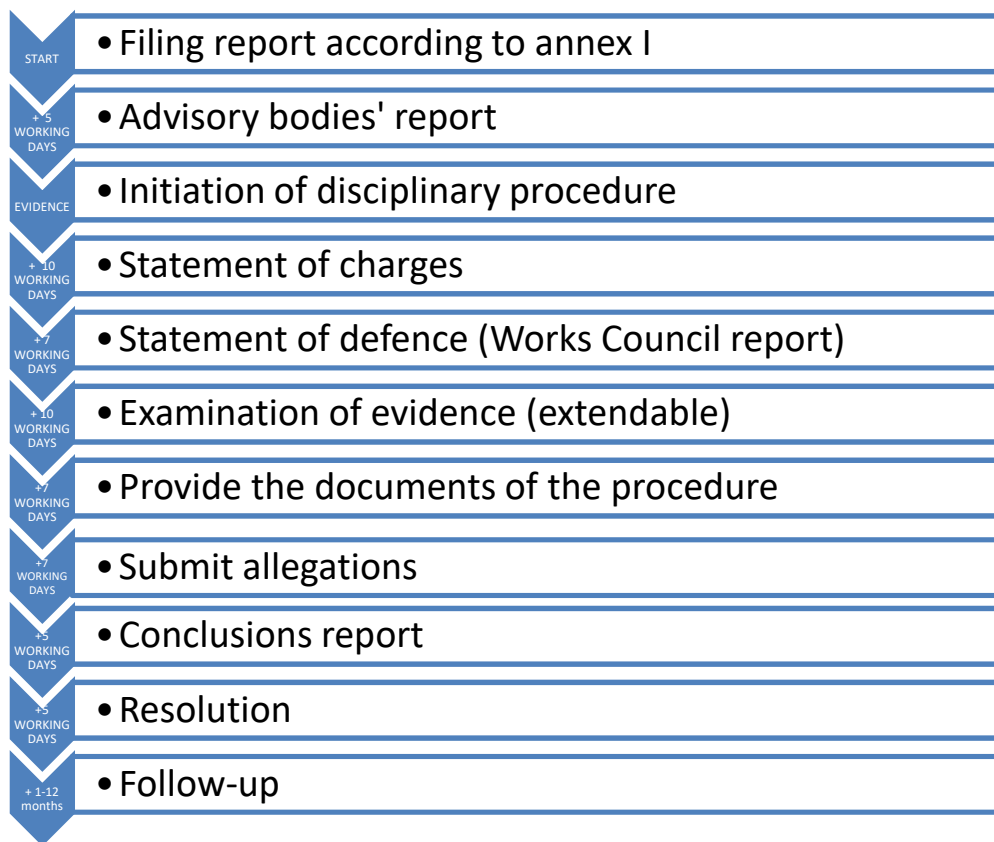 START
• Filing report according to annex I
+ 5
WORKING
DAYS
• Advisory bodies' report
EVIDENCE
• Initiation of disciplinary procedure
+ 10
WORKING
DAYS
• Statement of charges
+7
WORKING
DAYS
• Statement of defence (Works Council report)
+ 10
WORKING
DAYS
• Examination of evidence (extendable)
+7
WORKING
DAYS
• Provide the documents of the procedure
+7
WORKING
DAYS
• Submit allegations
+5
WORKING
DAYS
• Conclusions report
+5
WORKING
DAYS
• Resolution
+ 1-12
months
• Follow-up